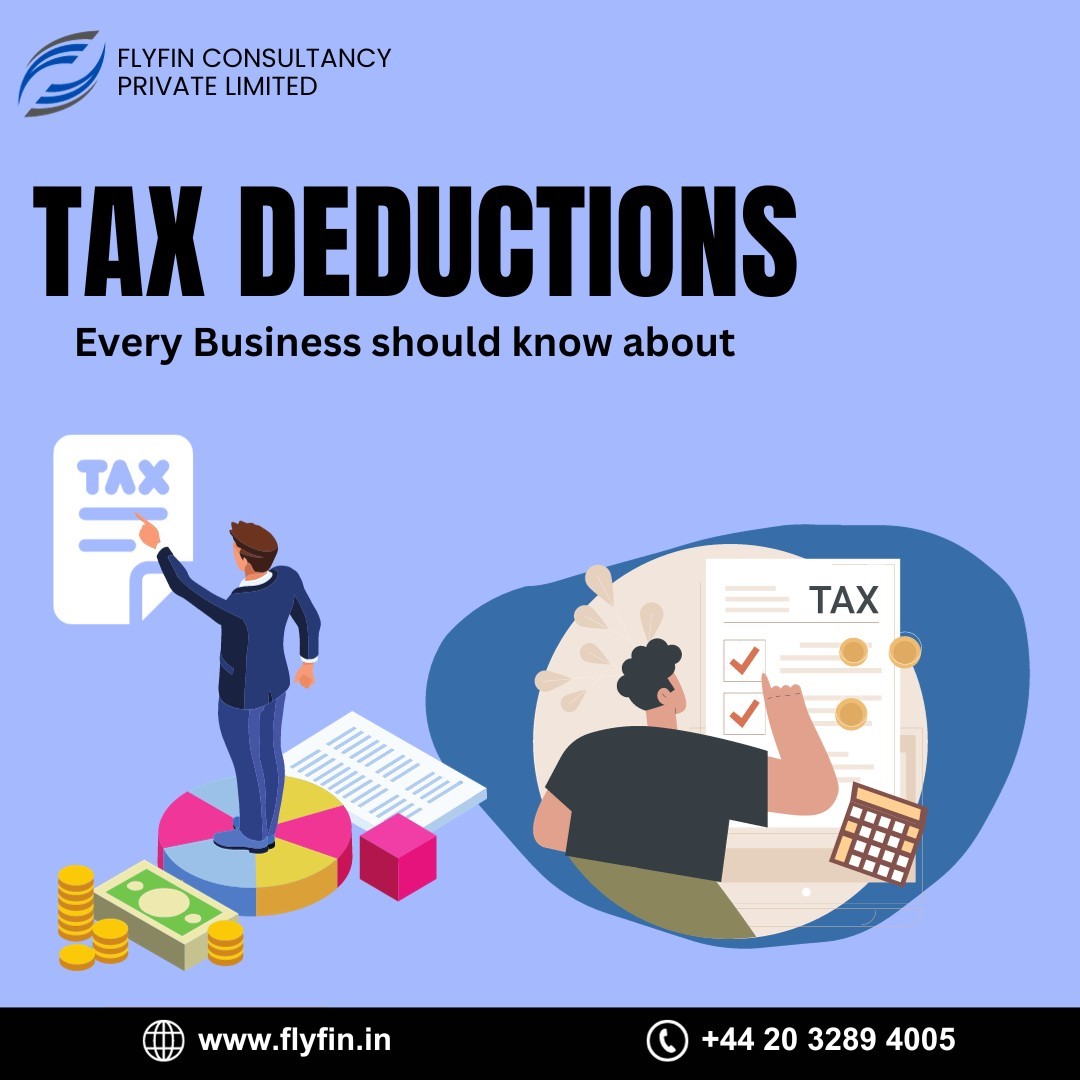 FLYFIN CONSULTANCY
PRIVATE LIMITED
TAX DEDUCTIONS
Every Business should know about
TAX
TAX
www.flyfin.in
+44 20 3289 4005